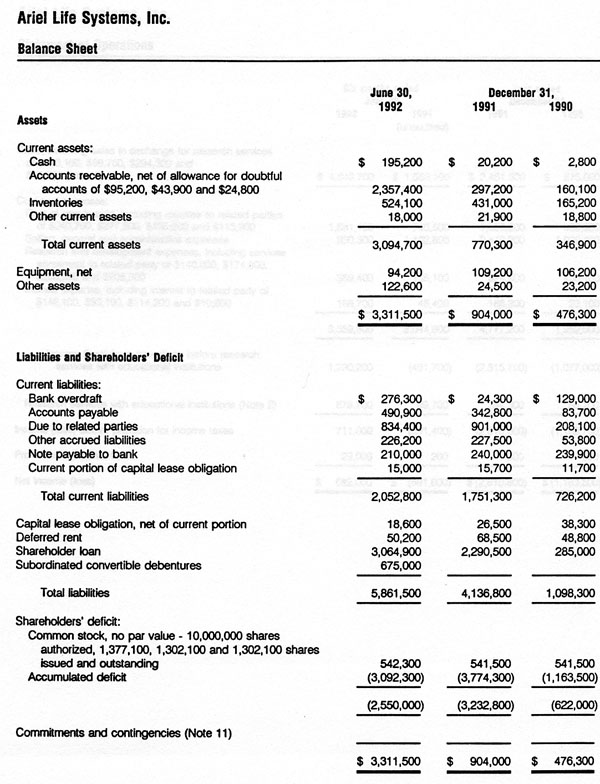 Ariel Life Systems, Inc.
Balance Sheet
June 30, December 31,
1992 1991 1990
Assets
Current assets:
Cash $ 195,200 $ 20,200 $ 2,800
Accounts receivable, net of allowance for doubtful
accounts of $95,200, $43,900 and $24,800 2,357,400 297,200 160,100
Inventories 524,100 431,000 165,200
Other current assets 18,000 21,900 18,800
Total current assets 3,094,700 770,300 346,900
Equipment, net 94,200 109,200 106,200
Other assets 122,600 24,500 23,200
$ 3,311,500 $ 904,000 $ 476,300
Liabilities and Shareholders' Deficit
Current liabilities:
Bank overdraft $ 276,300 $ 24,300 $ 129,000
Accounts payable 490,900 342,800 83,700
Due to related parties 834,400 901,000 208,100
Other accrued liabilities 226,200 227,500 53,800
Note payable to bank 210,000 240,000 239,900
Current portion of capital lease obligation 15,000 15,700 11,700
Total current liabilities 2,052,800 1,751,300 726,200
Capital lease obligation, net of current portion 18,600 26,500 38,300
Deferred rent 50,200 68,500 48,800
Shareholder loan 3,064,900 2,290,500 285,000
Subordinated convertible debentures 675,000
Total liabilities 5,861,500 4,136,800 1,098,300
Shareholders' deficit:
Common stock, no par value - 10,000,000 shares
authorized, 1,377,100, 1,302,100 and 1,302,100 shares
issued and outstanding 542,300 541,500 541,500
Accumulated deficit (3,092,300) (3,774,300) (1,163,500)
(2,550,000) (3,232,800) (622,000)
Commitments and contingencies (Note 11)
$ 3,311,500 $ 904,000 $ 476,300